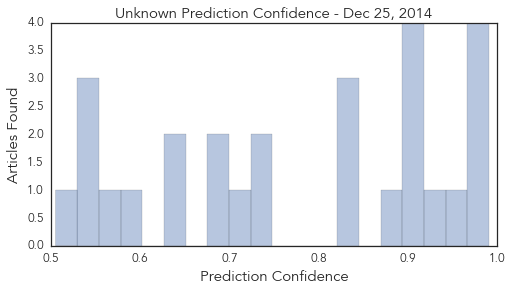 Unknown Prediction Confidence - Dec 25, 2014
Articles Found
4.0
3.5
3.0
2.5
2.0
1.5
1.0
0.5
0.0
0.5 0.6 0.7 0.8 0.9 1.0
Prediction Confidence